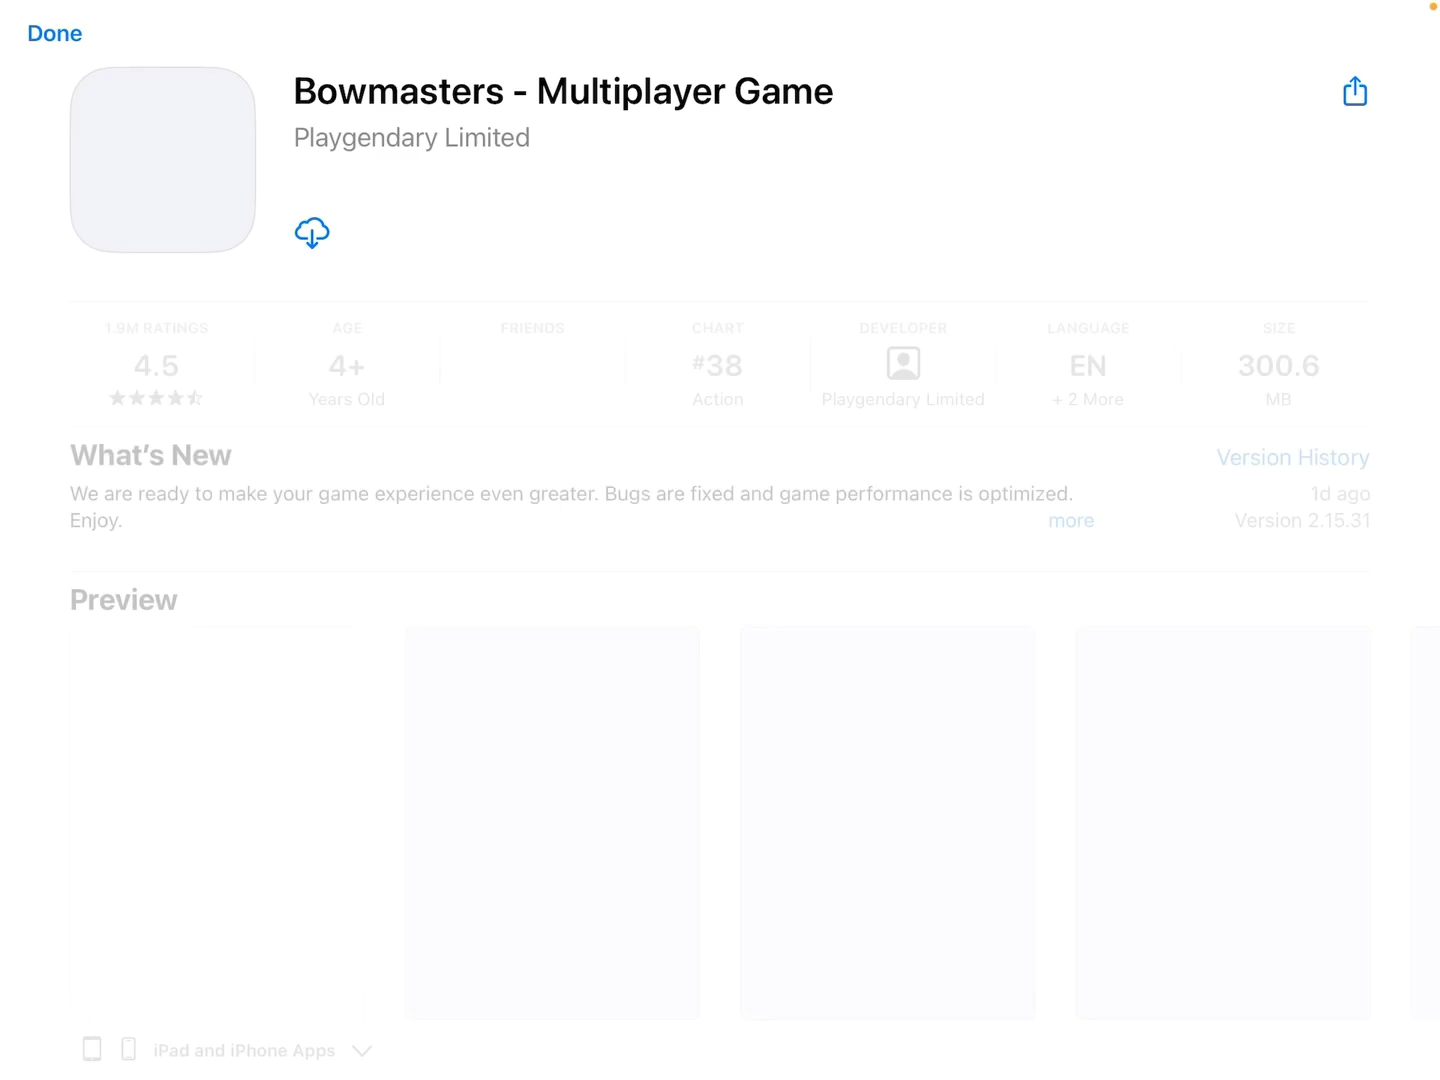 Done
Bowmasters - Multiplayer Game
Playgendary Limited
1.9M RATINGS
4.5
AGE
4+
Years Old
FRIENDS
CHART
#38
Action
DEVELOPER
Playgendary Limited
LANGUAGE
EN
+ 2 More
SIZE
300.6
MB
What’s New
Version History
We are ready to make your game experience even greater. Bugs are fixed and game performance is optimized.
Enjoy.
more
1d ago
Version 2.15.31
Preview
iPad and iPhone Apps